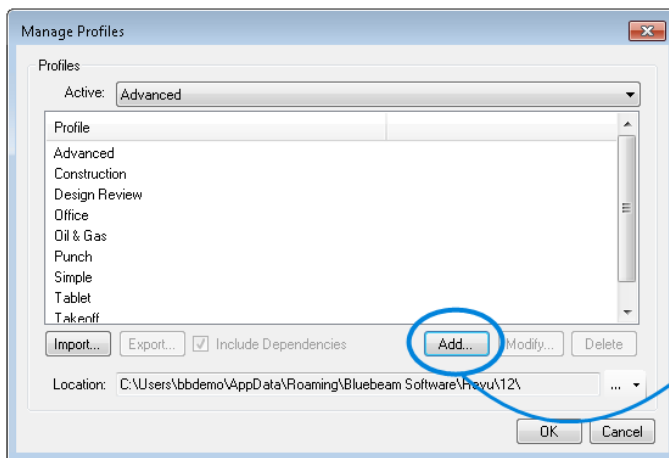 Manage Profiles
Profiles
Active: Advanced
Profile
Advanced
Construction
Design Review
Office
Oil & Gas
Punch
Simple
Tablet
Takeoff
Import... Export... Include Dependencies Add... Modify... Delete
Location: C:\Users\bbdemo\AppData\Roaming\Bluebeam Software\Revu\12\ ...
OK Cancel